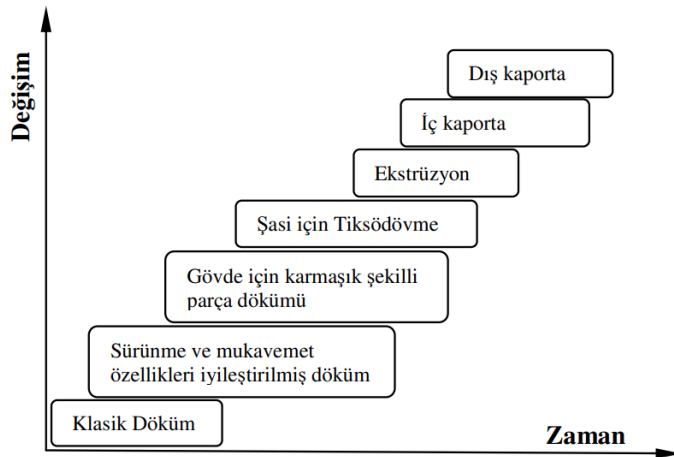 Değişim
Dış kaporta
İç kaporta
Ekstrüzyon
Şasi için Tiksödövme
Gövde için karmaşık şekilli
parça dökümü
Sürünme ve mukavemet
özellikleri iyileştirilmiş döküm
Klasik Döküm
Zaman